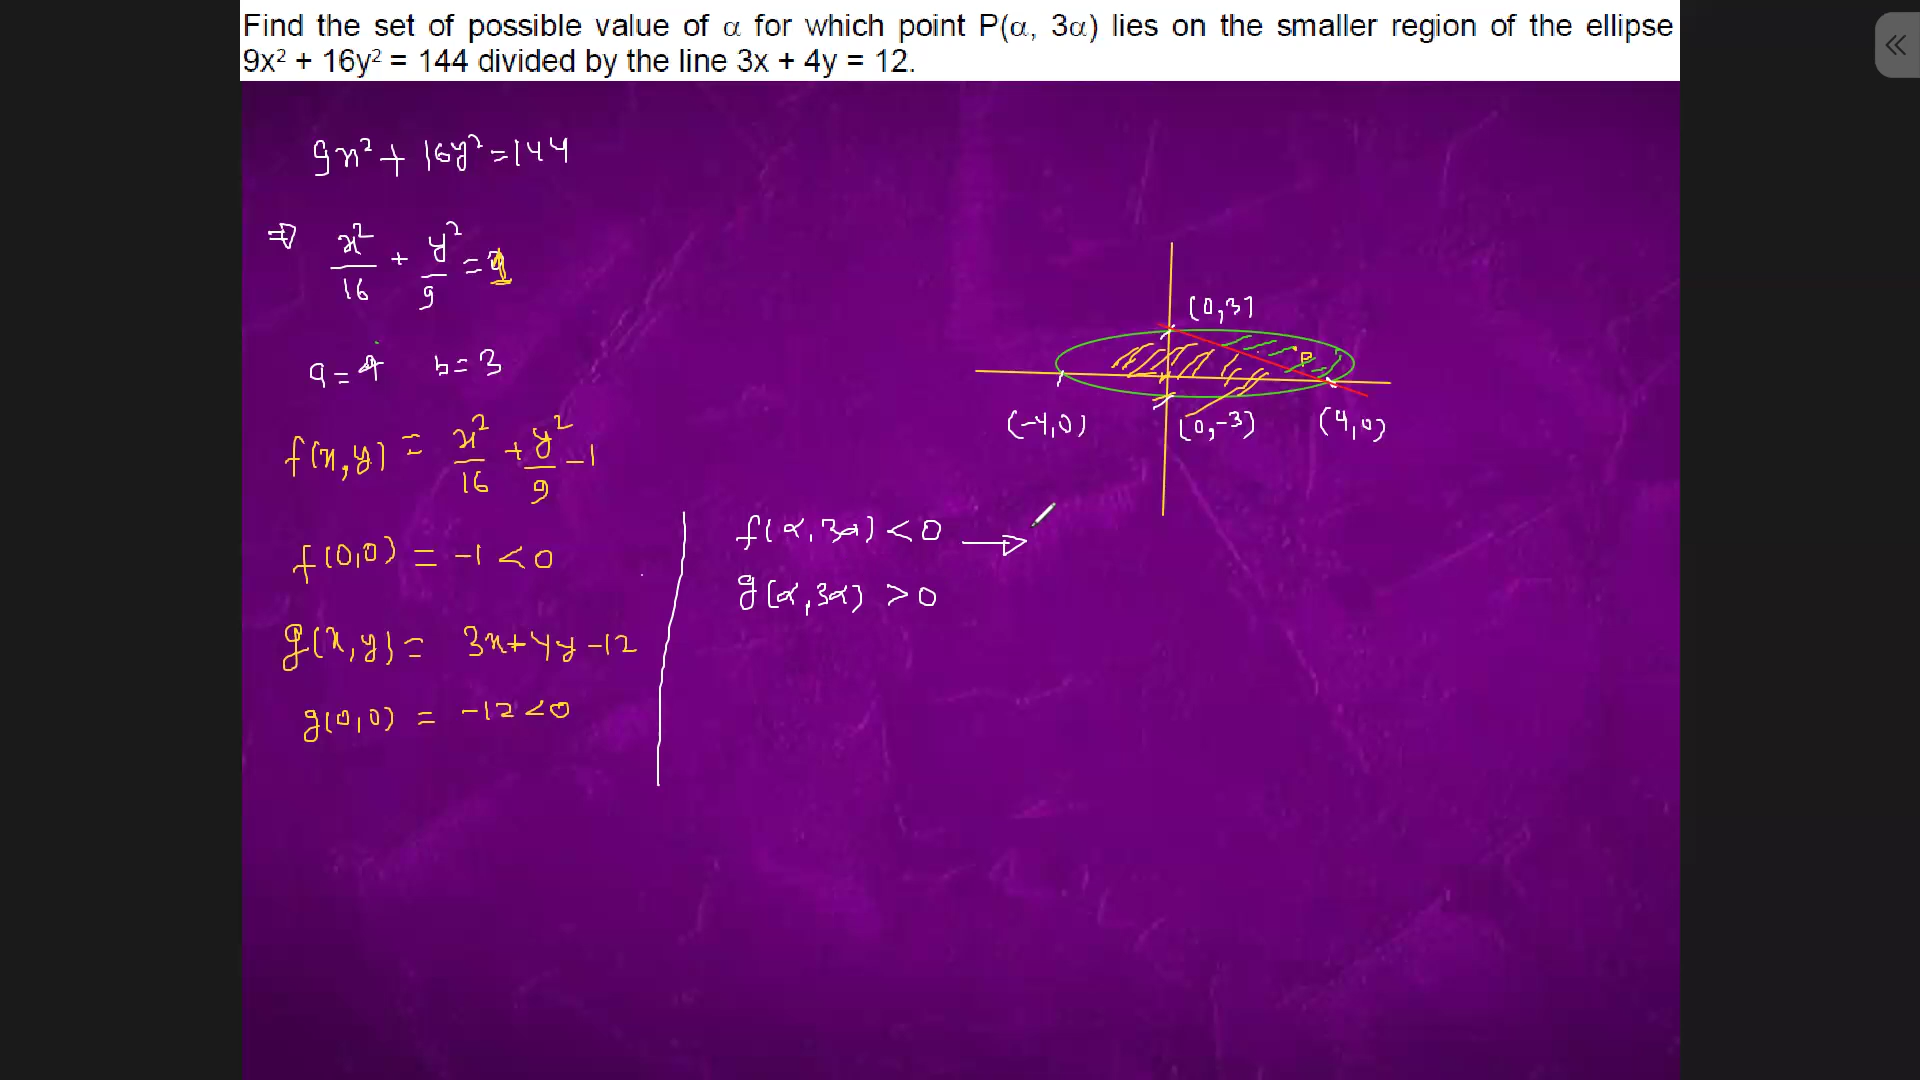 Find the set of possible value of α for which point P(α, 3α) lies on the smaller region of the ellipse
9x² + 16y² = 144 divided by the line 3x + 4y = 12.
9x² + 16y² = 144
⇒ x²/16 + y²/9 = 1
a = 4 b = 3
f(x,y) = x²/16 + y²/9 - 1
f(0,0) = -1 < 0
g(x,y) = 3x+4y-12
g(0,0) = -12 < 0
f(α,3α) < 0 →
g(α,3α) > 0
(0,3)
P
(-4,0) (0,-3) (4,0)